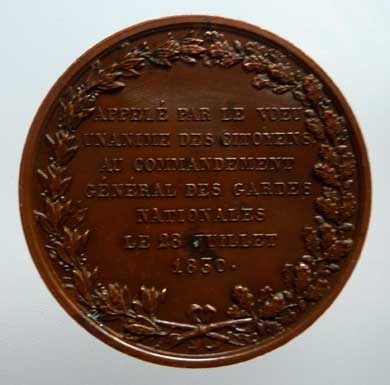 APPELÉ PAR LE VOEU
UNANIME DES CITOYENS
AU COMMANDEMENT
GÉNÉRAL DES GARDES
NATIONALES
LE 28 JUILLET
1830.